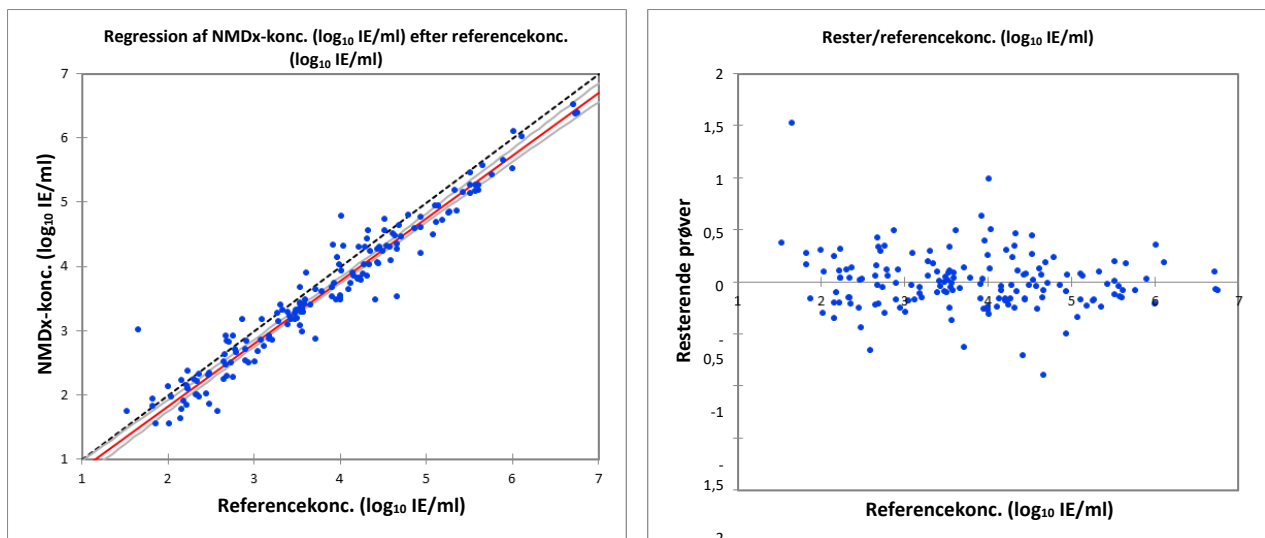 Regression af NMDx-konc. (log₁₀ IE/ml) efter referencekonc.
(log₁₀ IE/ml)
7
6
5
4
3
2
1
NMDx-konc. (log₁₀ IE/ml)
1 2 3 4 5 6 7
Referencekonc. (log₁₀ IE/ml)
Rester/referencekonc. (log₁₀ IE/ml)
2
1,5
1
0,5
0
-
0,5
-1
-
1,5
2
Resterende prøver
1 2 3 4 5 6 7
Referencekonc. (log₁₀ IE/ml)